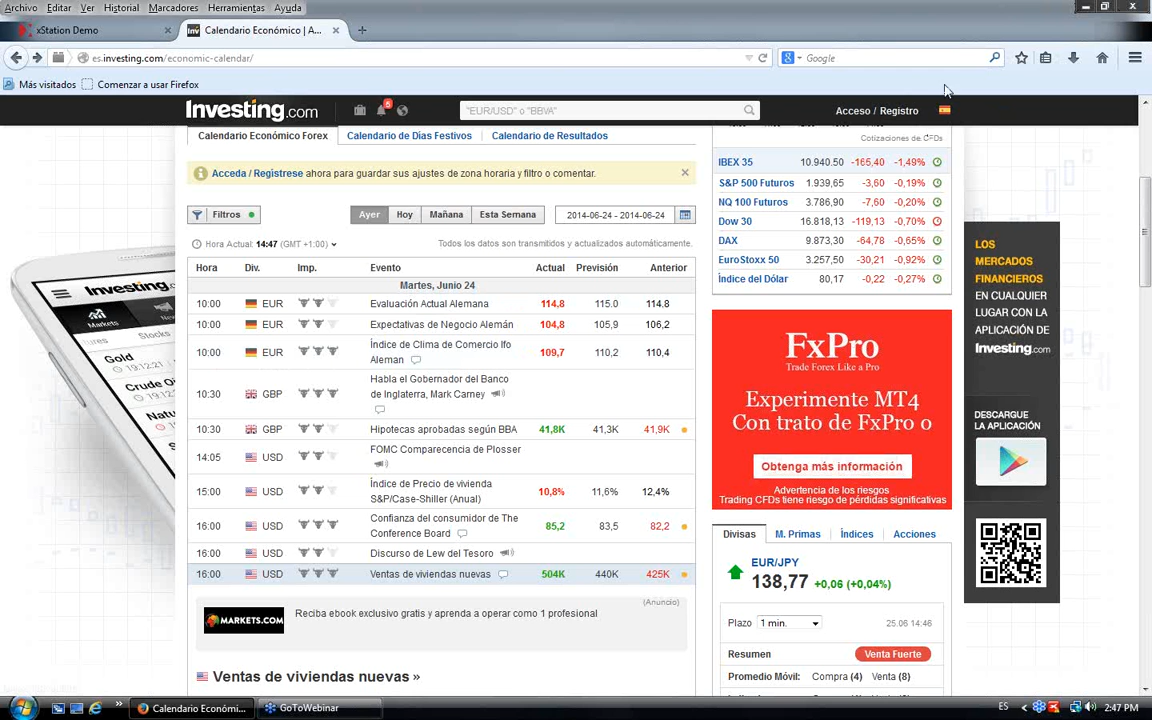 Archivo Editar Ver Historial Marcadores Herramientas Ayuda
xStation Demo × Calendario Económico | A... ×
es.investing.com/economic-calendar/ Google
Más visitados Comenzar a usar Firefox
Investing.com 6 "EUR/USD" o "BBVA" Acceso / Registro
Calendario Económico Forex Calendario de Días Festivos Calendario de Resultados
Acceda / Regístrese ahora para guardar sus ajustes de zona horaria y filtro o comentar. ×
Filtros Ayer Hoy Mañana Esta Semana 2014-06-24 - 2014-06-24
Hora Actual: 14:47 (GMT +1:00) Todos los datos son transmitidos y actualizados automáticamente.
Hora Div. Imp. Evento Actual Previsión Anterior
Martes, Junio 24
10:00 EUR Evaluación Actual Alemana 114.8 115.0 114.8
10:00 EUR Expectativas de Negocio Alemán 104,8 105,9 106,2
10:00 EUR Índice de Clima de Comercio Ifo
Aleman 109,7 110,2 110,4
10:30 GBP Habla el Gobernador del Banco
de Inglaterra, Mark Carney
10:30 GBP Hipotecas aprobadas según BBA 41,8K 41,3K 41,9K
14:05 USD FOMC Comparecencia de Plosser
15:00 USD Índice de Precio de vivienda
S&P/Case-Shiller (Anual) 10,8% 11,6% 12,4%
16:00 USD Confianza del consumidor de The
Conference Board 85,2 83,5 82,2
16:00 USD Discurso de Lew del Tesoro
16:00 USD Ventas de viviendas nuevas 504K 440K 425K
(Anuncio)
MARKETS.COM Reciba ebook exclusivo gratis y aprenda a operar como 1 profesional
Ventas de viviendas nuevas »
Cotizaciones de CFDs
IBEX 35 10.940.50 -165,40 -1,49%
S&P 500 Futuros 1.939,65 -3,60 -0,19%
NQ 100 Futuros 3.786,90 -7,60 -0,20%
Dow 30 16.818,13 -119,13 -0,70%
DAX 9.873,30 -64,78 -0,65%
EuroStoxx 50 3.257,50 -30,21 -0,92%
Índice del Dólar 80,17 -0,22 -0,27%
FxPro
Trade Forex Like a Pro
Experimente MT4
Con trato de FxPro o
Obtenga más información
Advertencia de los riesgos
Trading CFDs tiene riesgo de pérdidas significativas
Divisas M. Primas Índices Acciones
EUR/JPY
138,77 +0,06 (+0,04%)
Plazo 1 min. 25.06 14:46
Resumen Venta Fuerte
Promedio Móvil: Compra (4) Venta (8)
LOS
MERCADOS
FINANCIEROS
EN CUALQUIER
LUGAR CON LA
APLICACIÓN DE
Investing.com
DESCARGUE
LA APLICACIÓN
Investing
Markets
Stocks
Gold
19:12:21
Crude Oi
19:12:
Natu
Calendario Económi... GoToWebinar ES 2:47 PM